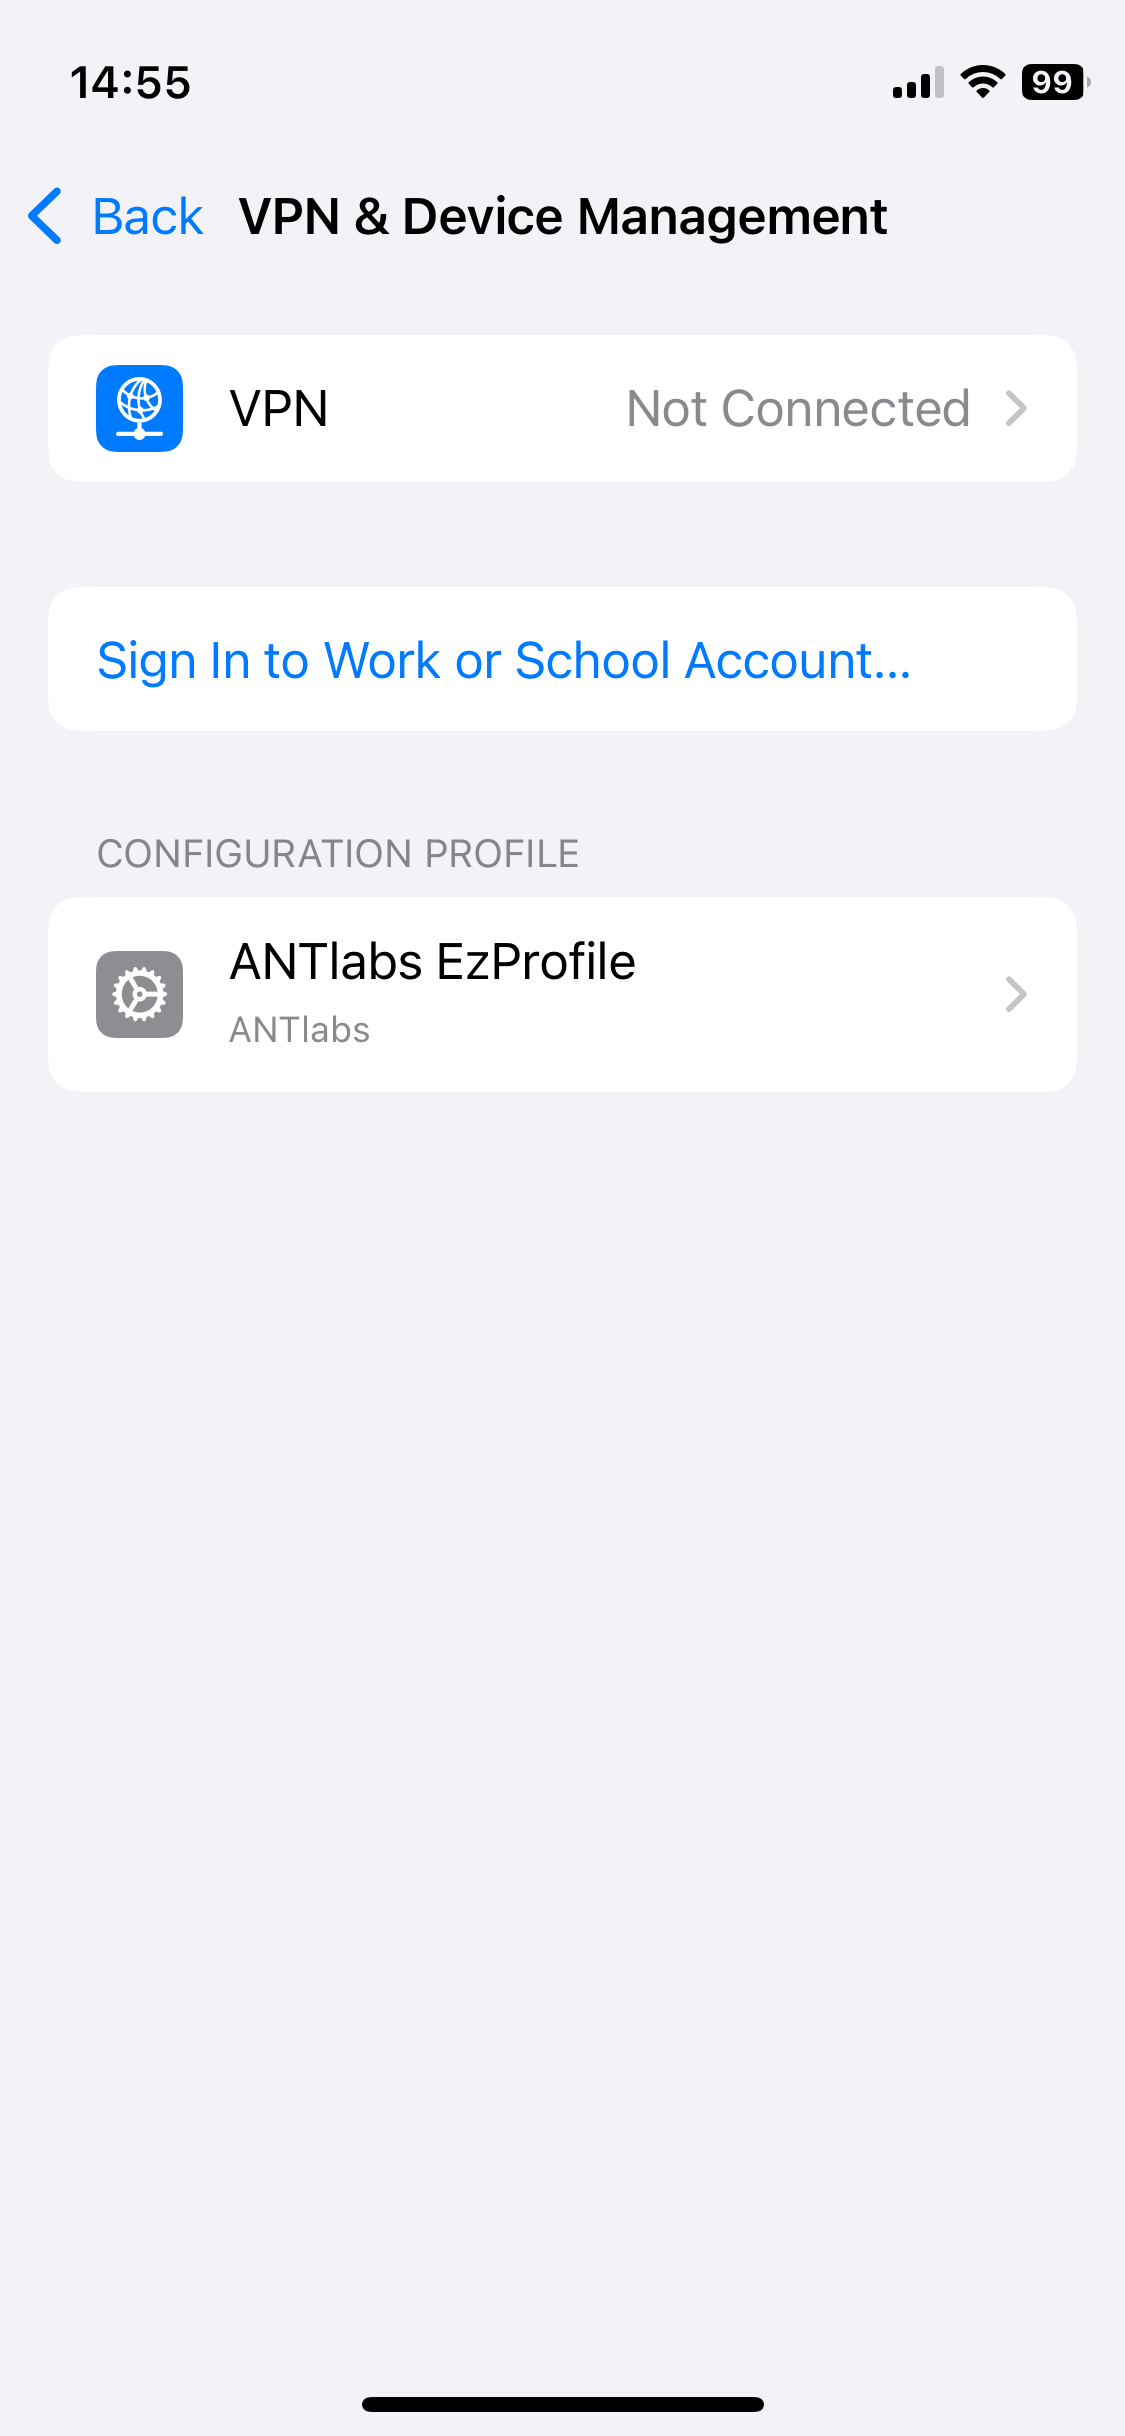 14:55
99
Back
VPN & Device Management
VPN
Not Connected
Sign In to Work or School Account...
CONFIGURATION PROFILE
ANTlabs EzProfile
ANTlabs